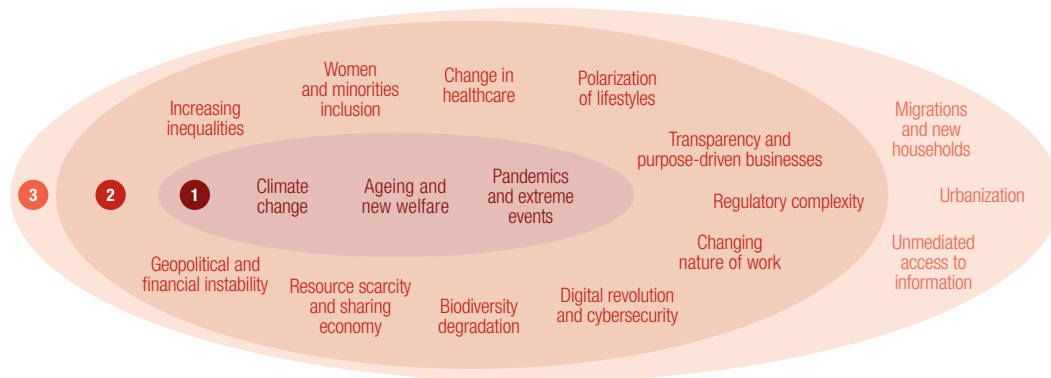 Women
and minorities
inclusion
Change in
healthcare
Polarization
of lifestyles
Increasing
inequalities
Migrations
and new
households
Transparency and
purpose-driven businesses
3
2
1
Climate
change
Ageing and
new welfare
Pandemics
and extreme
events
Regulatory complexity
Urbanization
Changing
nature of work
Unmediated
access to
information
Geopolitical and
financial instability
Resource scarcity
and sharing
economy
Biodiversity
degradation
Digital revolution
and cybersecurity